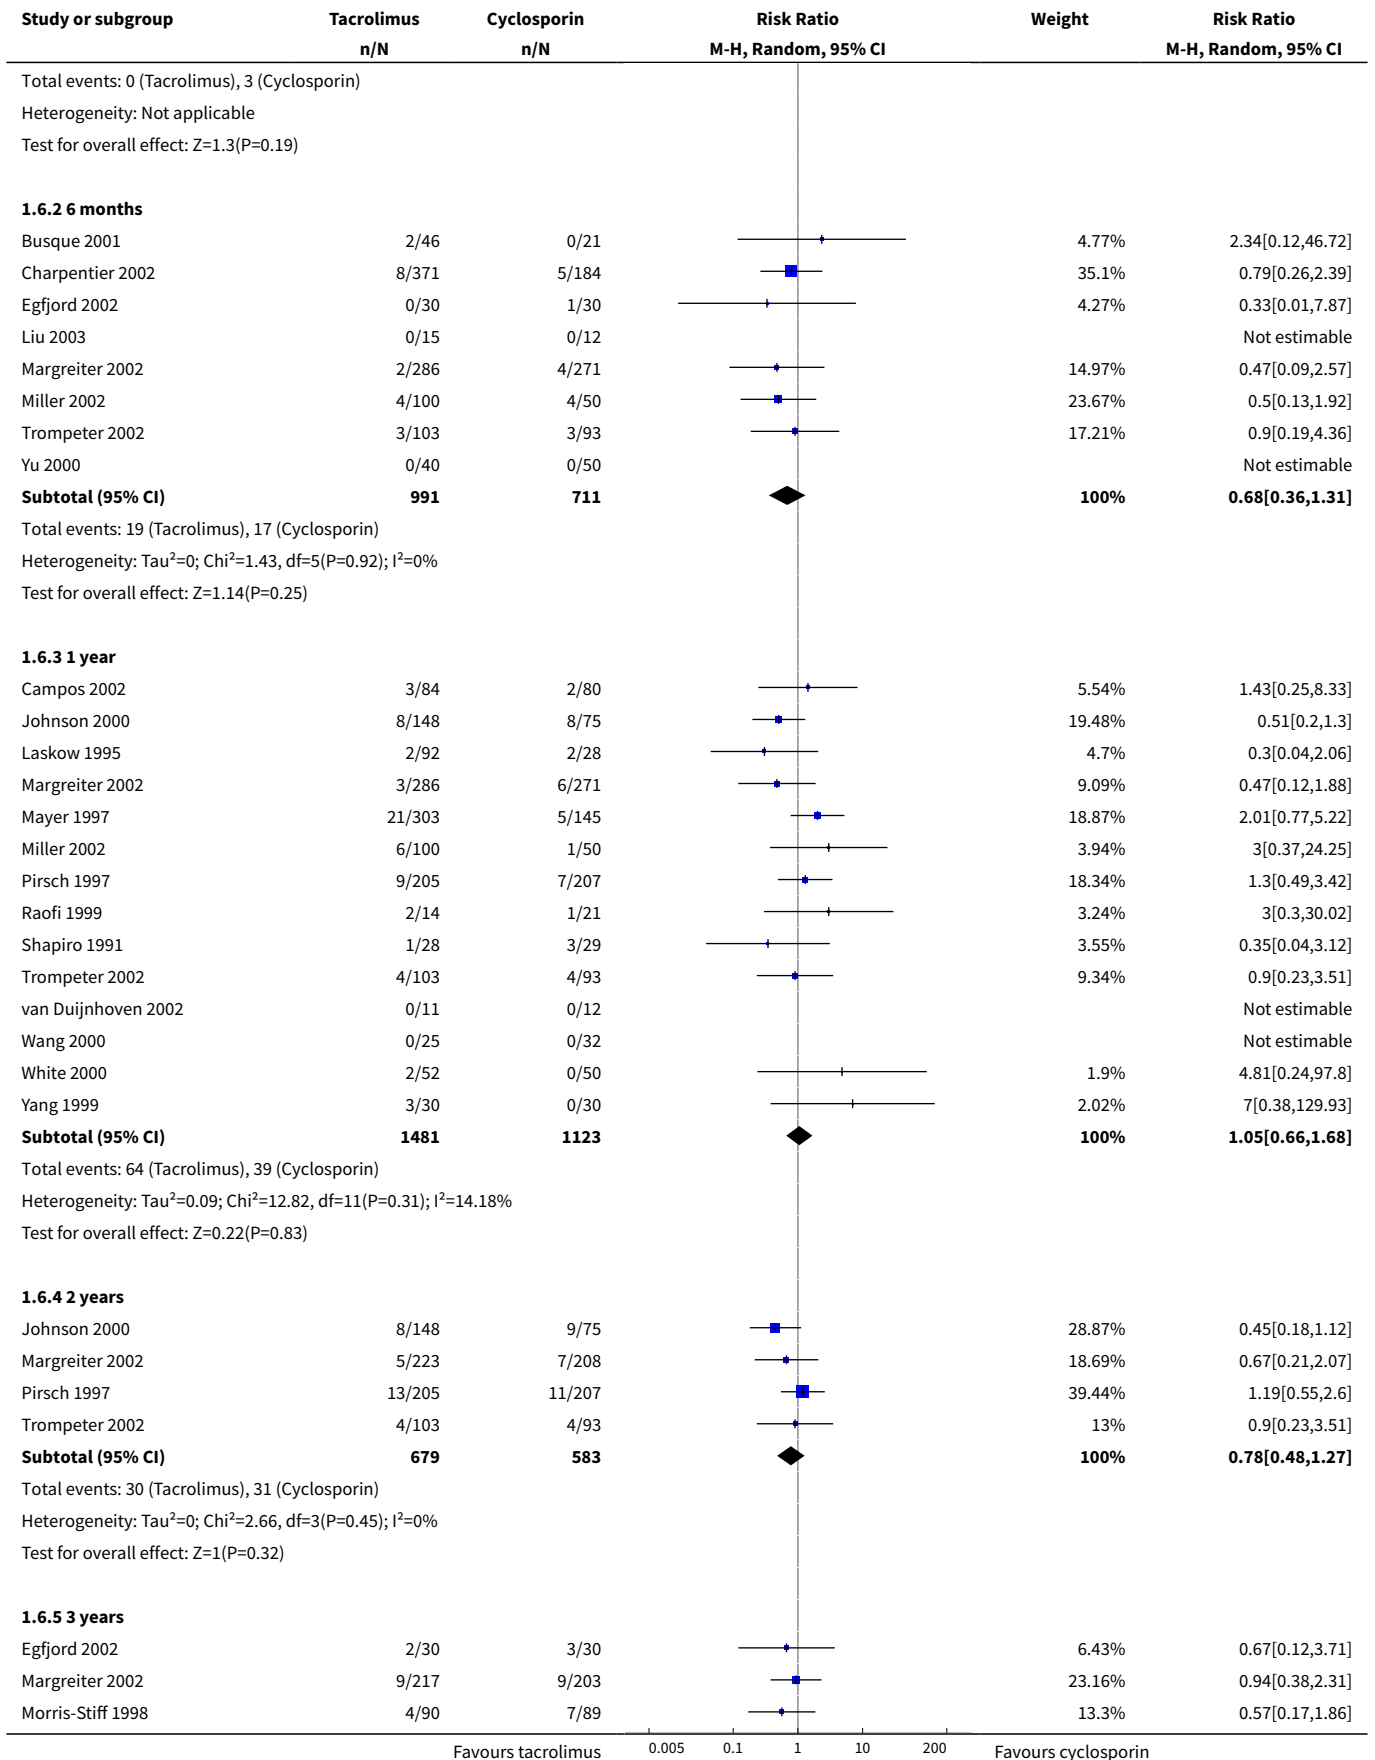 Study or subgroup Tacrolimus Cyclosporin Risk Ratio Weight Risk Ratio
n/N n/N M-H, Random, 95% CI M-H, Random, 95% CI
Total events: 0 (Tacrolimus), 3 (Cyclosporin)
Heterogeneity: Not applicable
Test for overall effect: Z=1.3(P=0.19)
1.6.2 6 months
Busque 2001 2/46 0/21 4.77% 2.34[0.12,46.72]
Charpentier 2002 8/371 5/184 35.1% 0.79[0.26,2.39]
Egfjord 2002 0/30 1/30 4.27% 0.33[0.01,7.87]
Liu 2003 0/15 0/12 Not estimable
Margreiter 2002 2/286 4/271 14.97% 0.47[0.09,2.57]
Miller 2002 4/100 4/50 23.67% 0.5[0.13,1.92]
Trompeter 2002 3/103 3/93 17.21% 0.9[0.19,4.36]
Yu 2000 0/40 0/50 Not estimable
Subtotal (95% CI) 991 711 100% 0.68[0.36,1.31]
Total events: 19 (Tacrolimus), 17 (Cyclosporin)
Heterogeneity: Tau²=0; Chi²=1.43, df=5(P=0.92); I²=0%
Test for overall effect: Z=1.14(P=0.25)
1.6.3 1 year
Campos 2002 3/84 2/80 5.54% 1.43[0.25,8.33]
Johnson 2000 8/148 8/75 19.48% 0.51[0.2,1.3]
Laskow 1995 2/92 2/28 4.7% 0.3[0.04,2.06]
Margreiter 2002 3/286 6/271 9.09% 0.47[0.12,1.88]
Mayer 1997 21/303 5/145 18.87% 2.01[0.77,5.22]
Miller 2002 6/100 1/50 3.94% 3[0.37,24.25]
Pirsch 1997 9/205 7/207 18.34% 1.3[0.49,3.42]
Raofi 1999 2/14 1/21 3.24% 3[0.3,30.02]
Shapiro 1991 1/28 3/29 3.55% 0.35[0.04,3.12]
Trompeter 2002 4/103 4/93 9.34% 0.9[0.23,3.51]
van Duijnhoven 2002 0/11 0/12 Not estimable
Wang 2000 0/25 0/32 Not estimable
White 2000 2/52 0/50 1.9% 4.81[0.24,97.8]
Yang 1999 3/30 0/30 2.02% 7[0.38,129.93]
Subtotal (95% CI) 1481 1123 100% 1.05[0.66,1.68]
Total events: 64 (Tacrolimus), 39 (Cyclosporin)
Heterogeneity: Tau²=0.09; Chi²=12.82, df=11(P=0.31); I²=14.18%
Test for overall effect: Z=0.22(P=0.83)
1.6.4 2 years
Johnson 2000 8/148 9/75 28.87% 0.45[0.18,1.12]
Margreiter 2002 5/223 7/208 18.69% 0.67[0.21,2.07]
Pirsch 1997 13/205 11/207 39.44% 1.19[0.55,2.6]
Trompeter 2002 4/103 4/93 13% 0.9[0.23,3.51]
Subtotal (95% CI) 679 583 100% 0.78[0.48,1.27]
Total events: 30 (Tacrolimus), 31 (Cyclosporin)
Heterogeneity: Tau²=0; Chi²=2.66, df=3(P=0.45); I²=0%
Test for overall effect: Z=1(P=0.32)
1.6.5 3 years
Egfjord 2002 2/30 3/30 6.43% 0.67[0.12,3.71]
Margreiter 2002 9/217 9/203 23.16% 0.94[0.38,2.31]
Morris-Stiff 1998 4/90 7/89 13.3% 0.57[0.17,1.86]
Favours tacrolimus 0.005 0.1 1 10 200 Favours cyclosporin